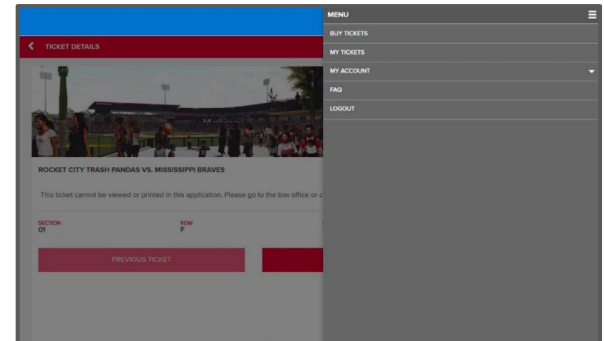 MENU
BUY TICKETS
TICKET DETAILS
MY TICKETS
MY ACCOUNT
FAQ
LOGOUT
ROCKET CITY TRASH PANDAS VS. MISSISSIPPI BRAVES
This ticket cannot be viewed or printed in this application. Please go to the box office or c
SECTION
01
ROW
F
PREVIOUS TICKET